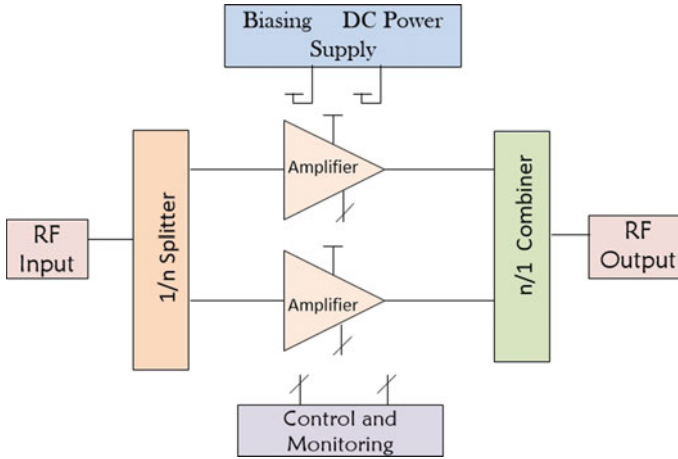 Biasing DC Power
Supply
Amplifier
1/n Splitter
n/1 Combiner
RF
Input
RF
Output
Amplifier
Control and
Monitoring